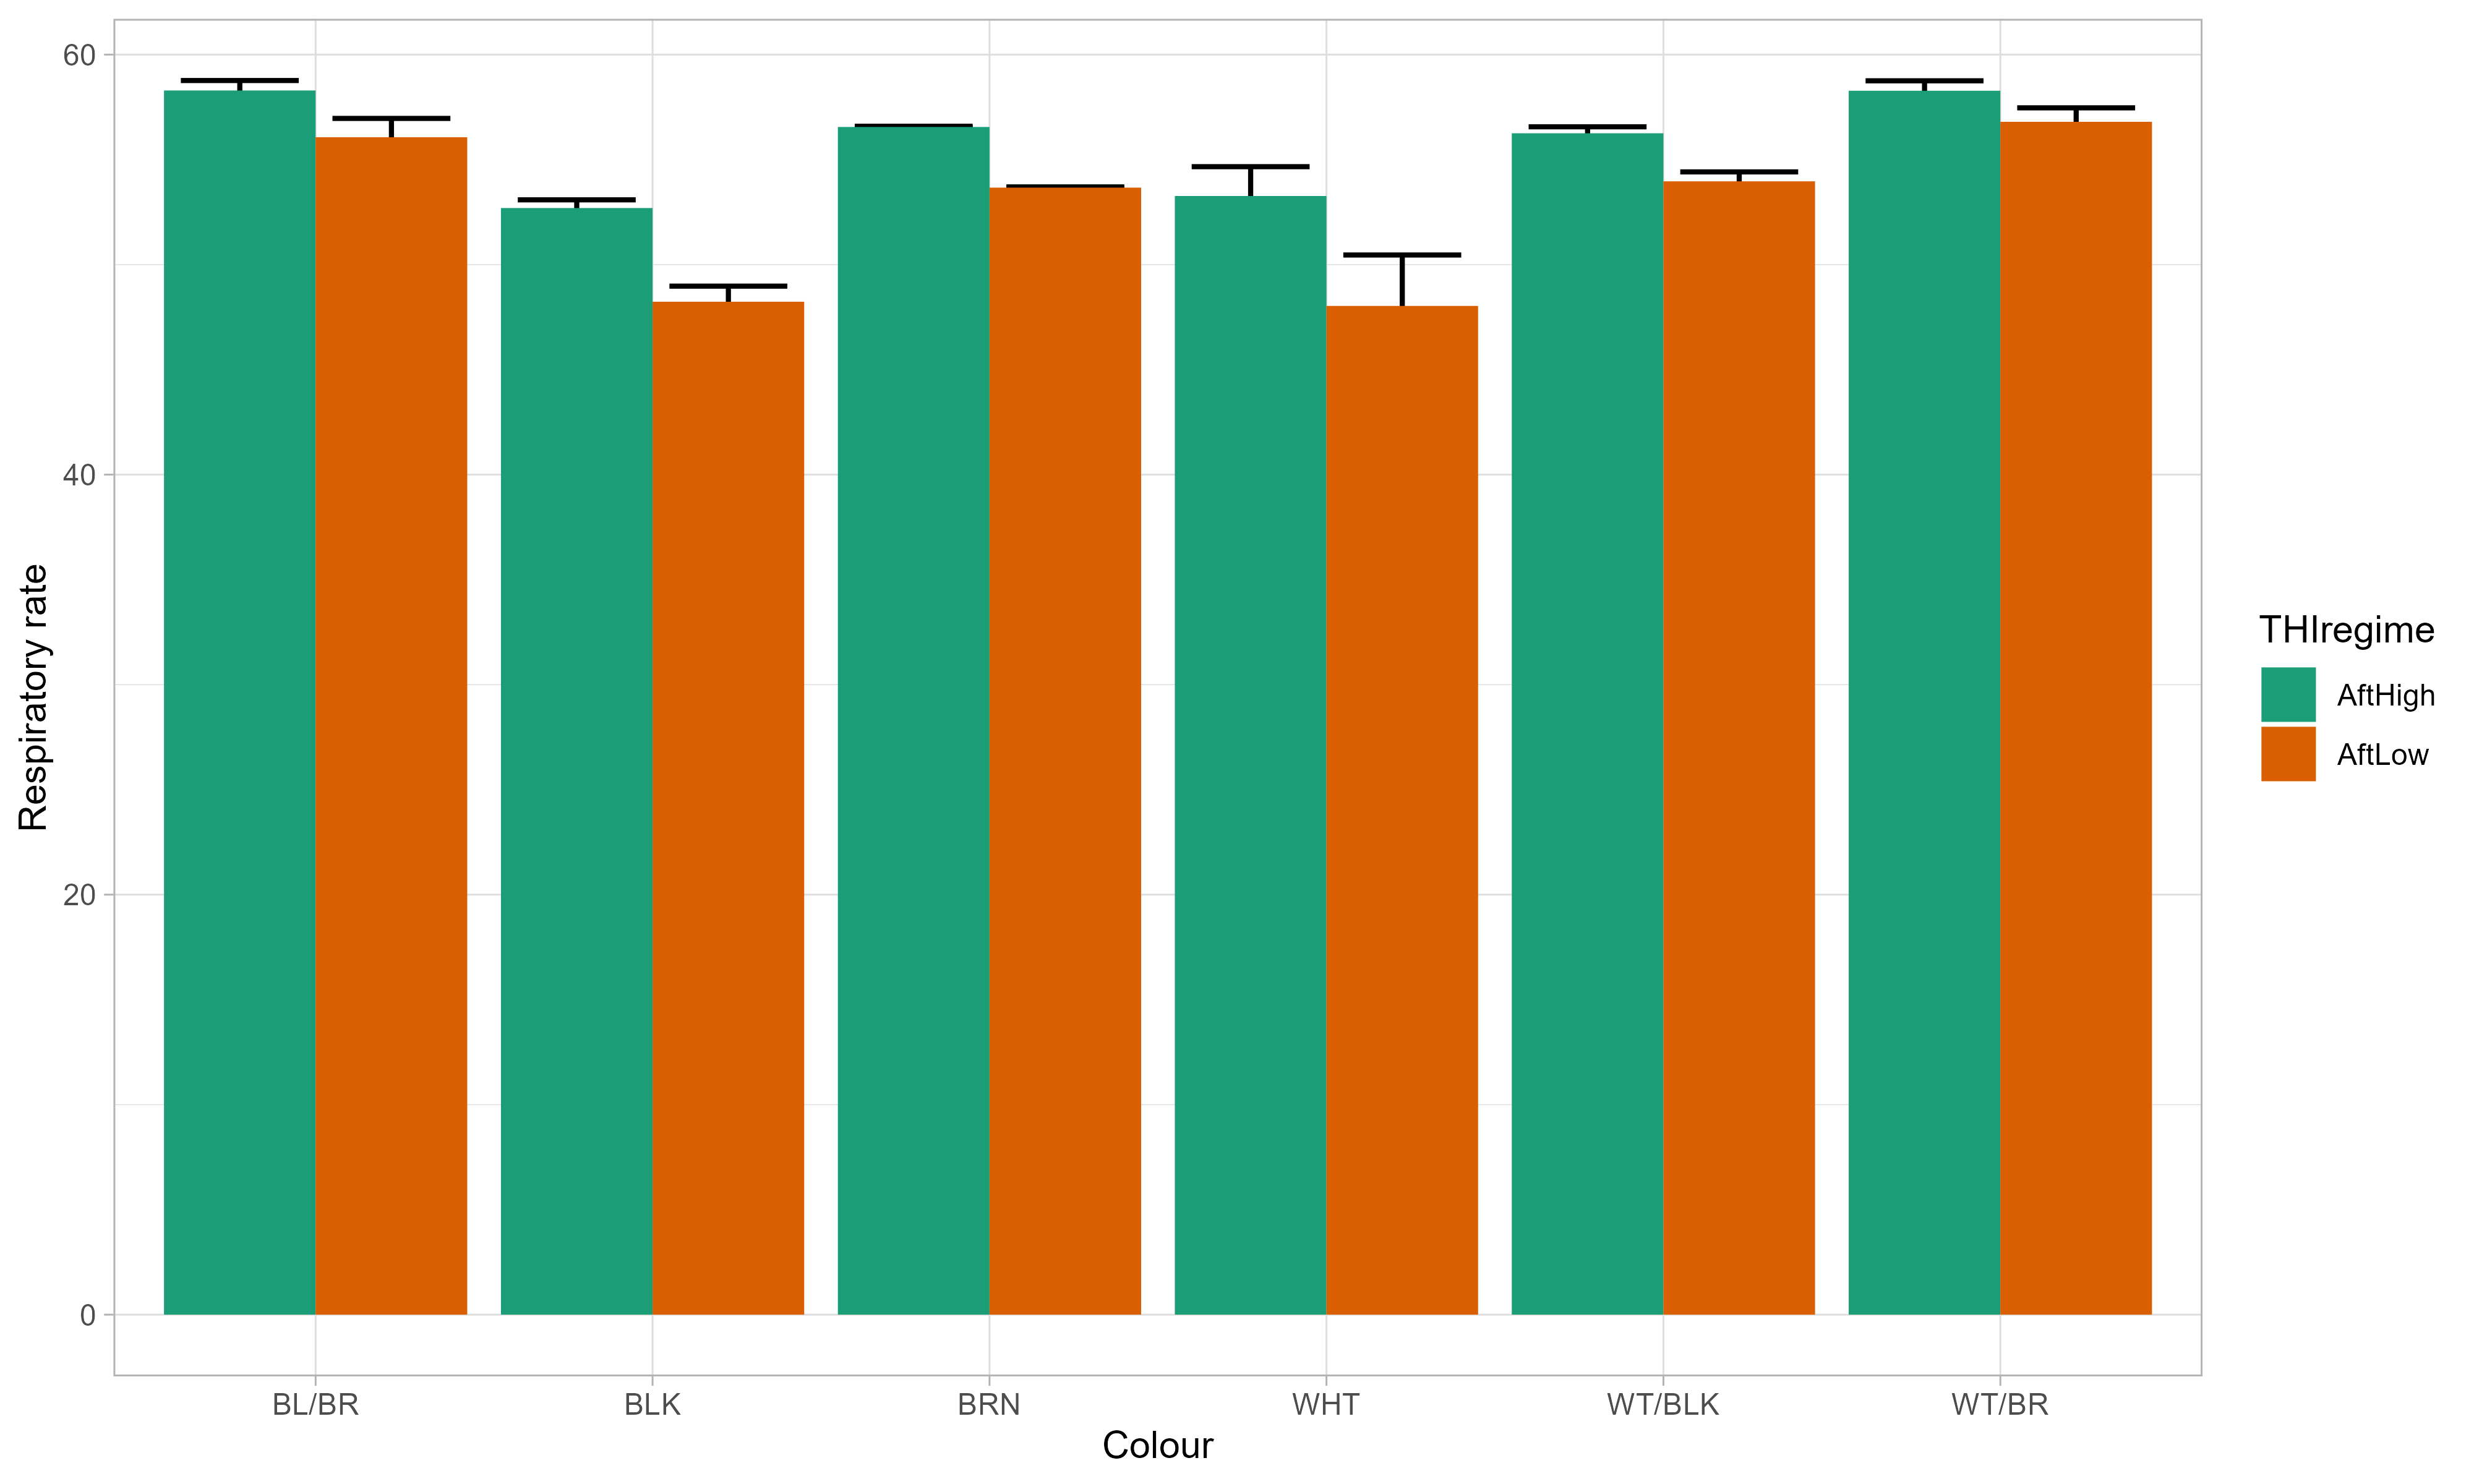 60
40
20
0
Respiratory rate
BL/BR
BLK
BRN
WHT
WT/BLK
WT/BR
Colour
THIregime
AftHigh
AftLow